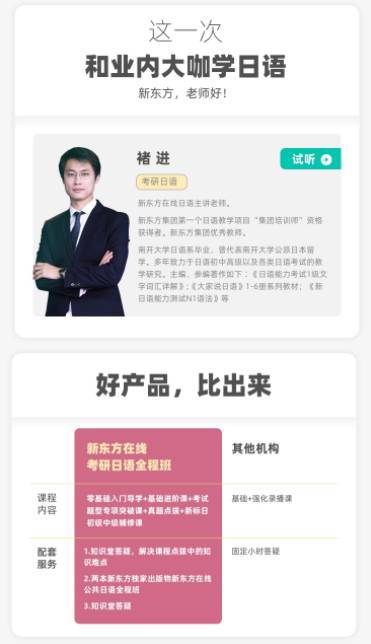 这一次
和业内大咖学日语
新东方，老师好！
褚 进
试听
考研日语
新东方在线日语主讲老师。
新东方集团第一个日语教学项目“集团培训师”资格
获得者。新东方集团优秀教师。
南开大学日语系毕业，曾代表南开大学公派日本留
学。多年致力于日语初中高级以及各类日语考试的教
学研究。主编、参编著作如下：《日语能力考试1级文
字词汇详解》；《大家说日语》1-6册系列教材；《新
日语能力测试N1语法》等
好产品，比出来
新东方在线
考研日语全程班
其他机构
课程
内容
零基础入门导学+基础进阶课+考试
题型专项突破课+真题点拨+新标日
初级中级辅修课
基础+强化录播课
配套
服务
1.知识堂答疑，解决课程点拨中的知
识难点
2.两本新东方独家出版物新东方在线
公共日语全程班
3.知识堂答疑
固定小时答疑